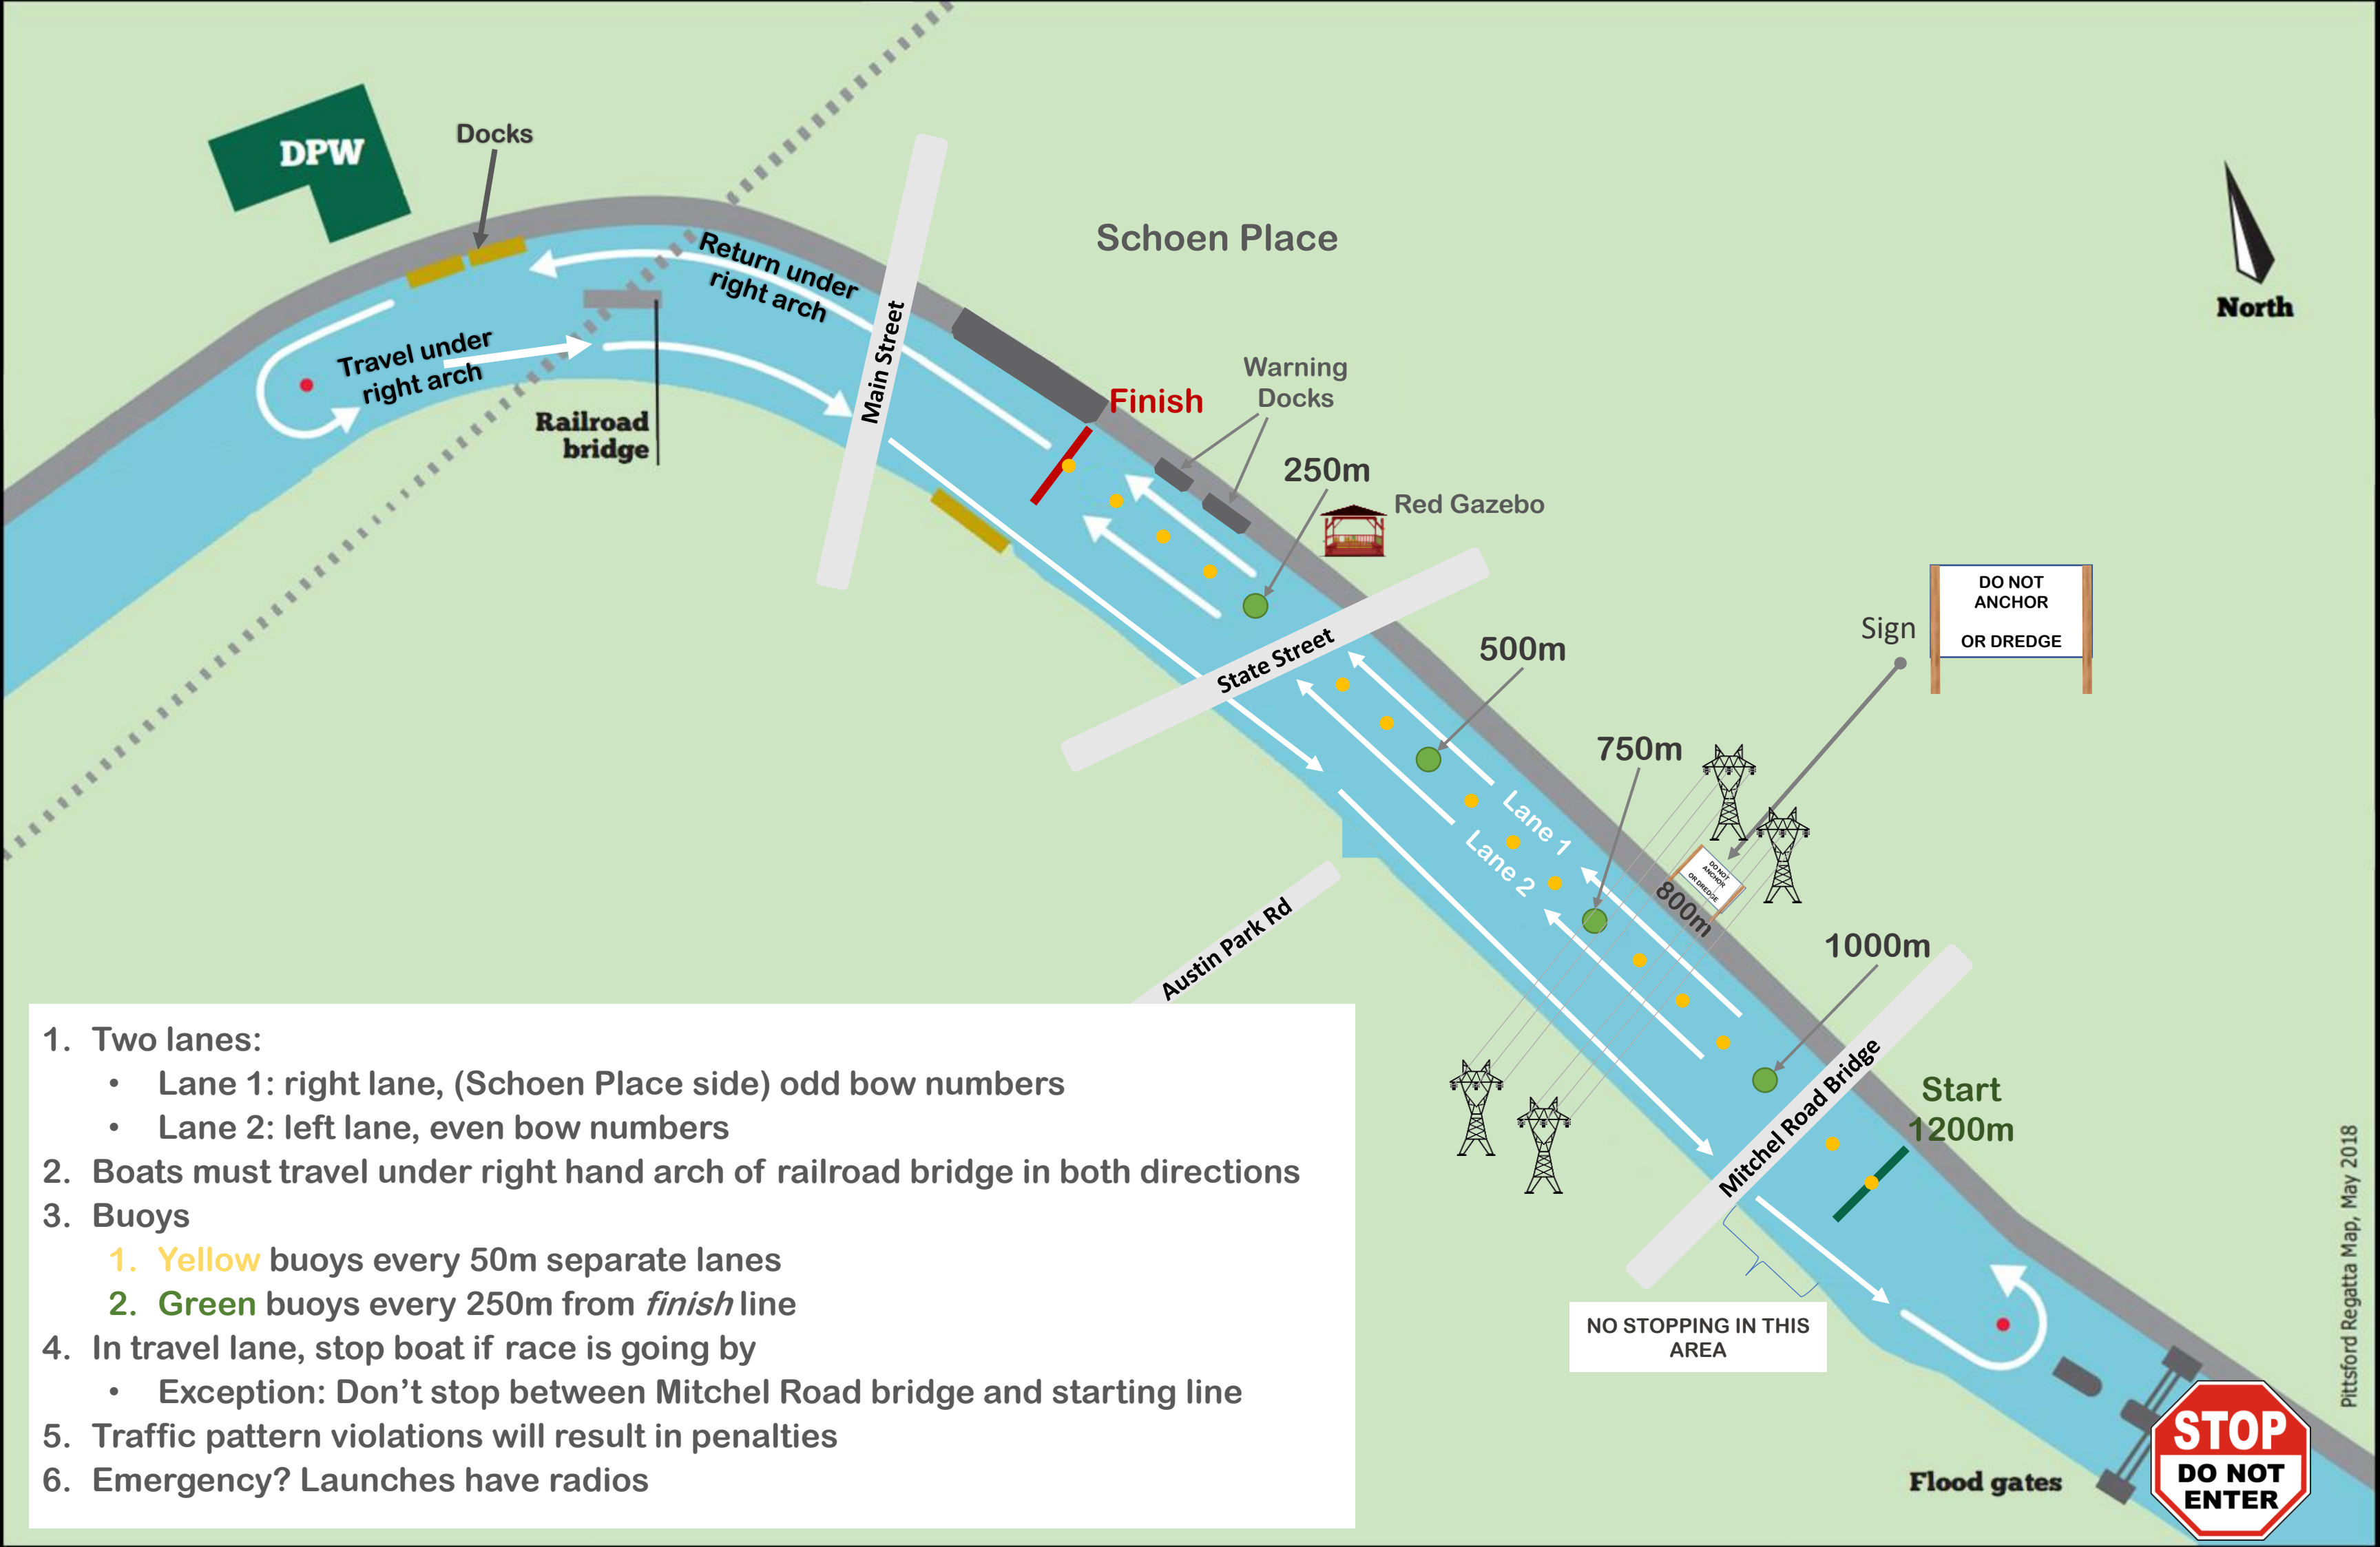 DPW
Docks
Return under
right arch
Schoen Place
North
Travel under
right arch
Main Street
Railroad
bridge
Warning
Docks
Finish
250m
Red Gazebo
State Street
500m
Sign
DO NOT
ANCHOR
OR DREDGE
750m
Lane 1
Lane 2
DO NOT
ANCHOR
OR DREDGE
800m
Austin Park Rd
1000m
Mitchel Road Bridge
Start
1200m
NO STOPPING IN THIS
AREA
Flood gates
STOP
DO NOT
ENTER
Pittsford Regatta Map, May 2018
1. Two lanes:
• Lane 1: right lane, (Schoen Place side) odd bow numbers
• Lane 2: left lane, even bow numbers
2. Boats must travel under right hand arch of railroad bridge in both directions
3. Buoys
1. Yellow buoys every 50m separate lanes
2. Green buoys every 250m from finish line
4. In travel lane, stop boat if race is going by
• Exception: Don't stop between Mitchel Road bridge and starting line
5. Traffic pattern violations will result in penalties
6. Emergency? Launches have radios